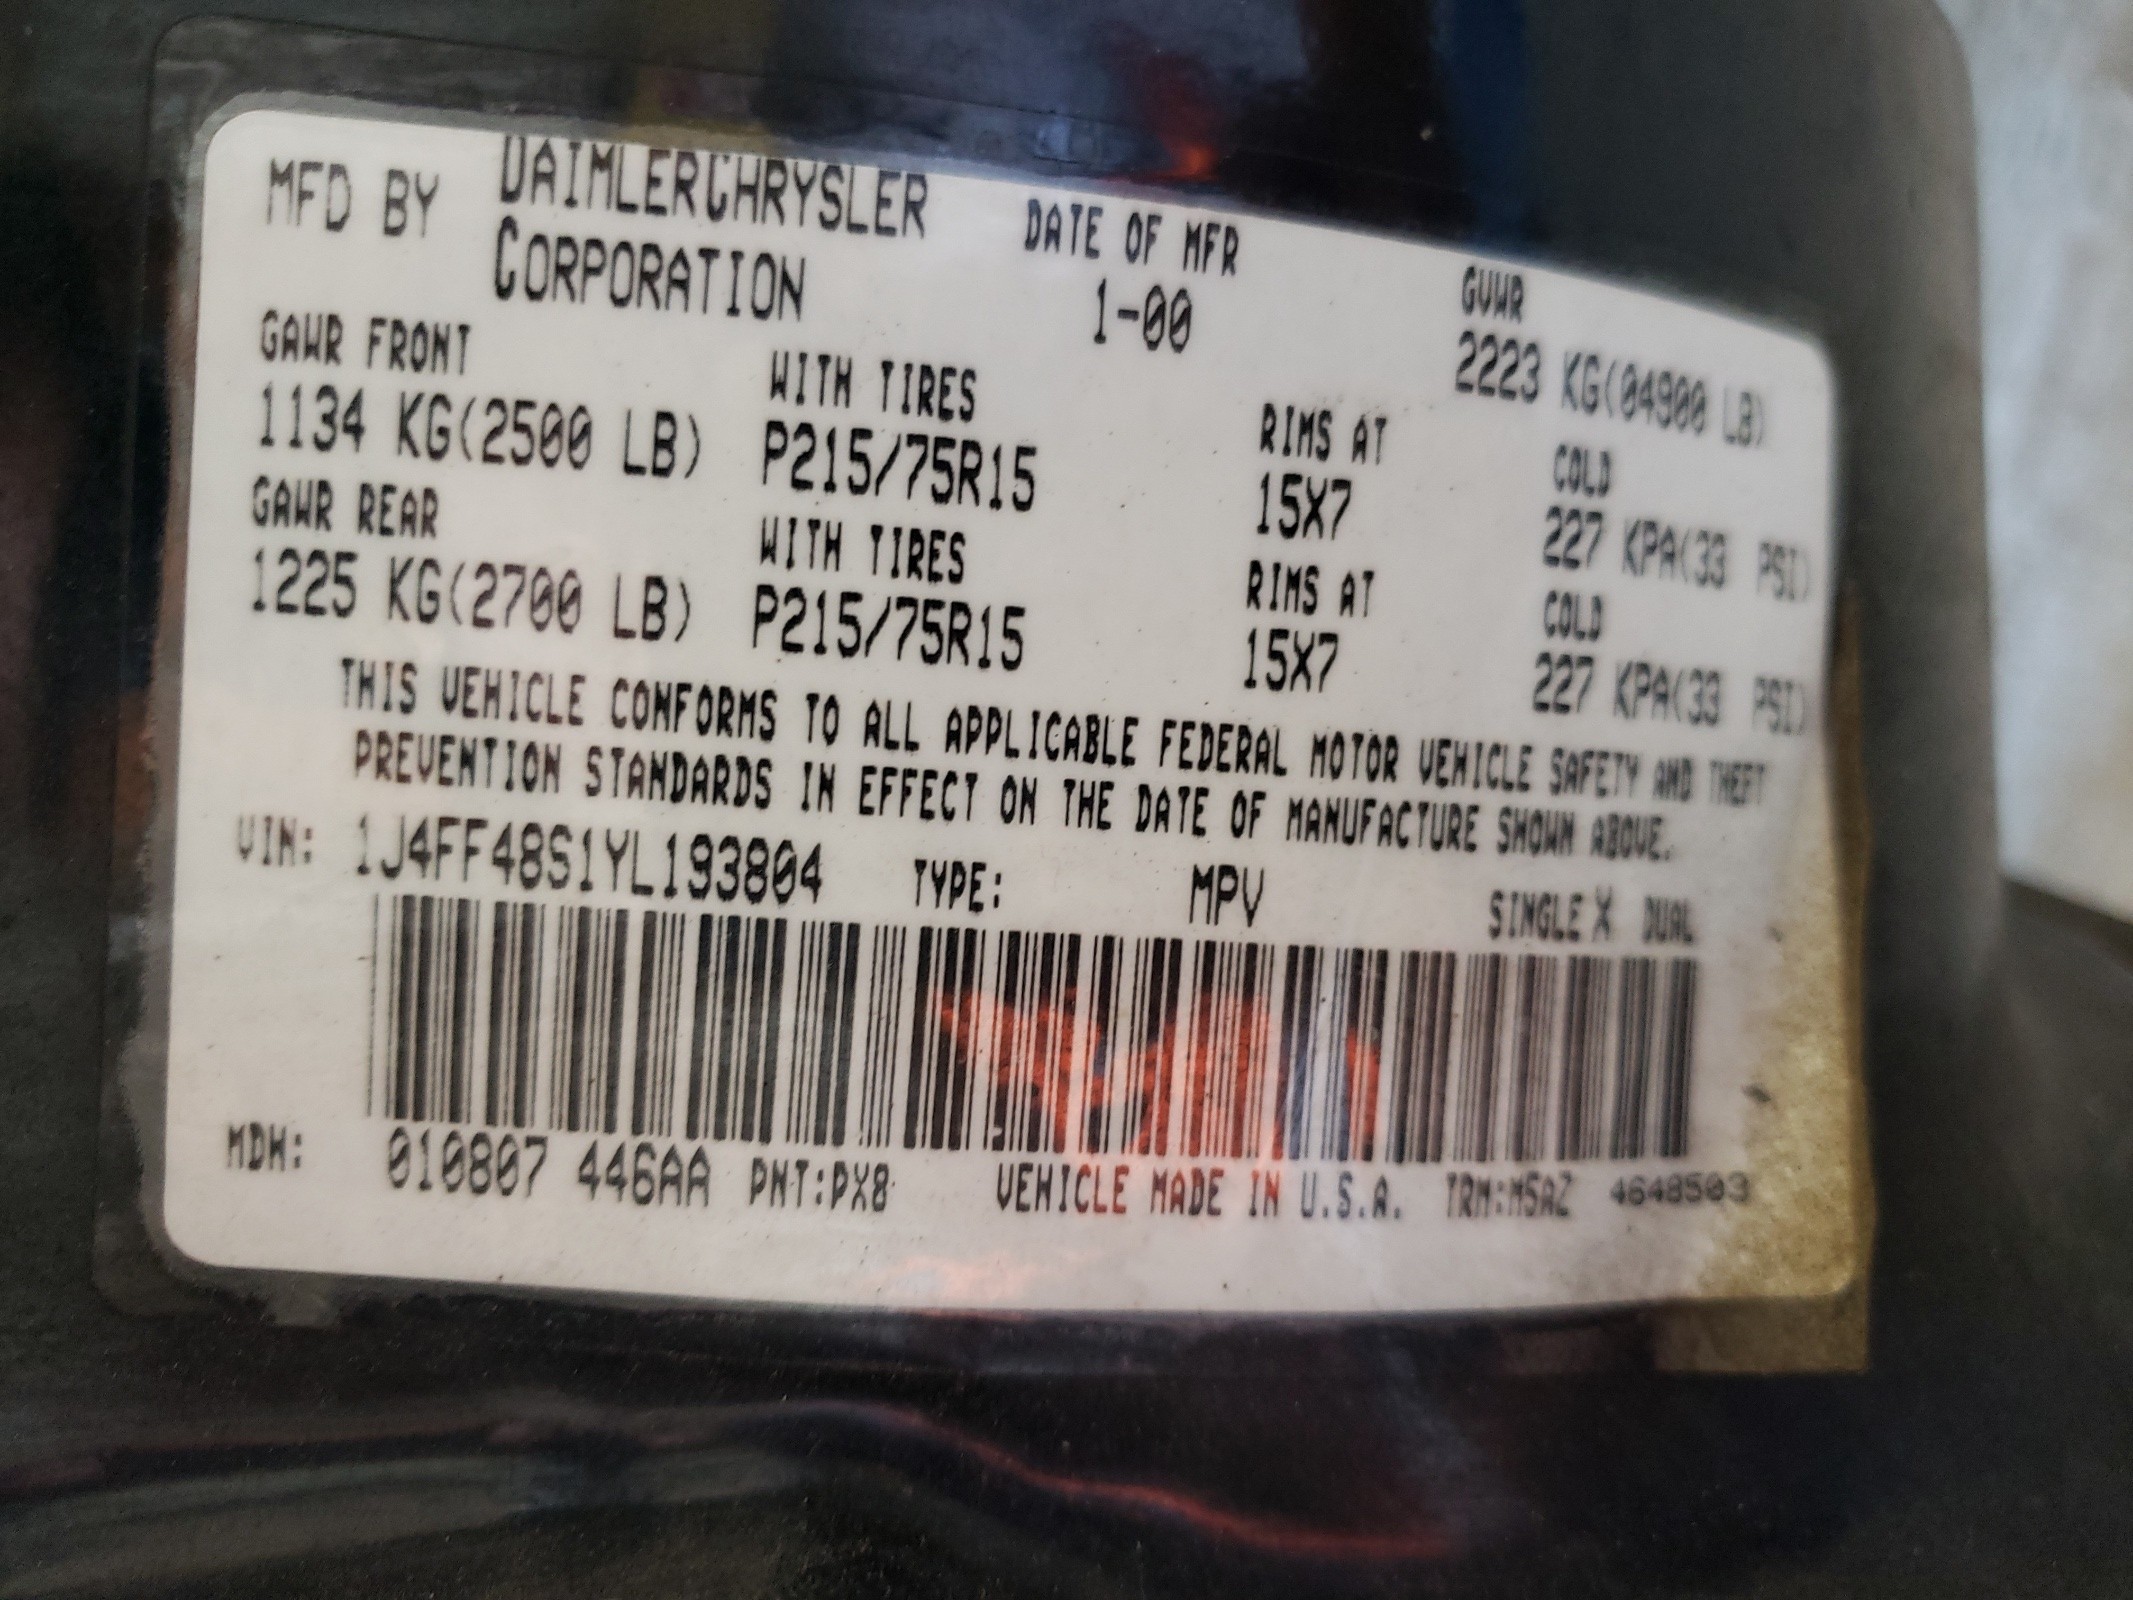 MFD BY DAIMLERCHRYSLER CORPORATION
DATE OF MFR 1-00
GVWR 2223 KG(04900 LB)
GAWR FRONT WITH TIRES RIMS AT COLD
1134 KG(2500 LB) P215/75R15 15X7 227 KPA(33 PSI)
GAWR REAR WITH TIRES RIMS AT COLD
1225 KG(2700 LB) P215/75R15 15X7 227 KPA(33 PSI)
THIS VEHICLE CONFORMS TO ALL APPLICABLE FEDERAL MOTOR VEHICLE SAFETY AND THEFT
PREVENTION STANDARDS IN EFFECT ON THE DATE OF MANUFACTURE SHOWN ABOVE.
VIN: 1J4FF48S1YL193804 TYPE: MPV SINGLE X DUAL
MDH: 010807 446AA PNT:PX8 VEHICLE MADE IN U.S.A. TRM:M5AZ 4648503